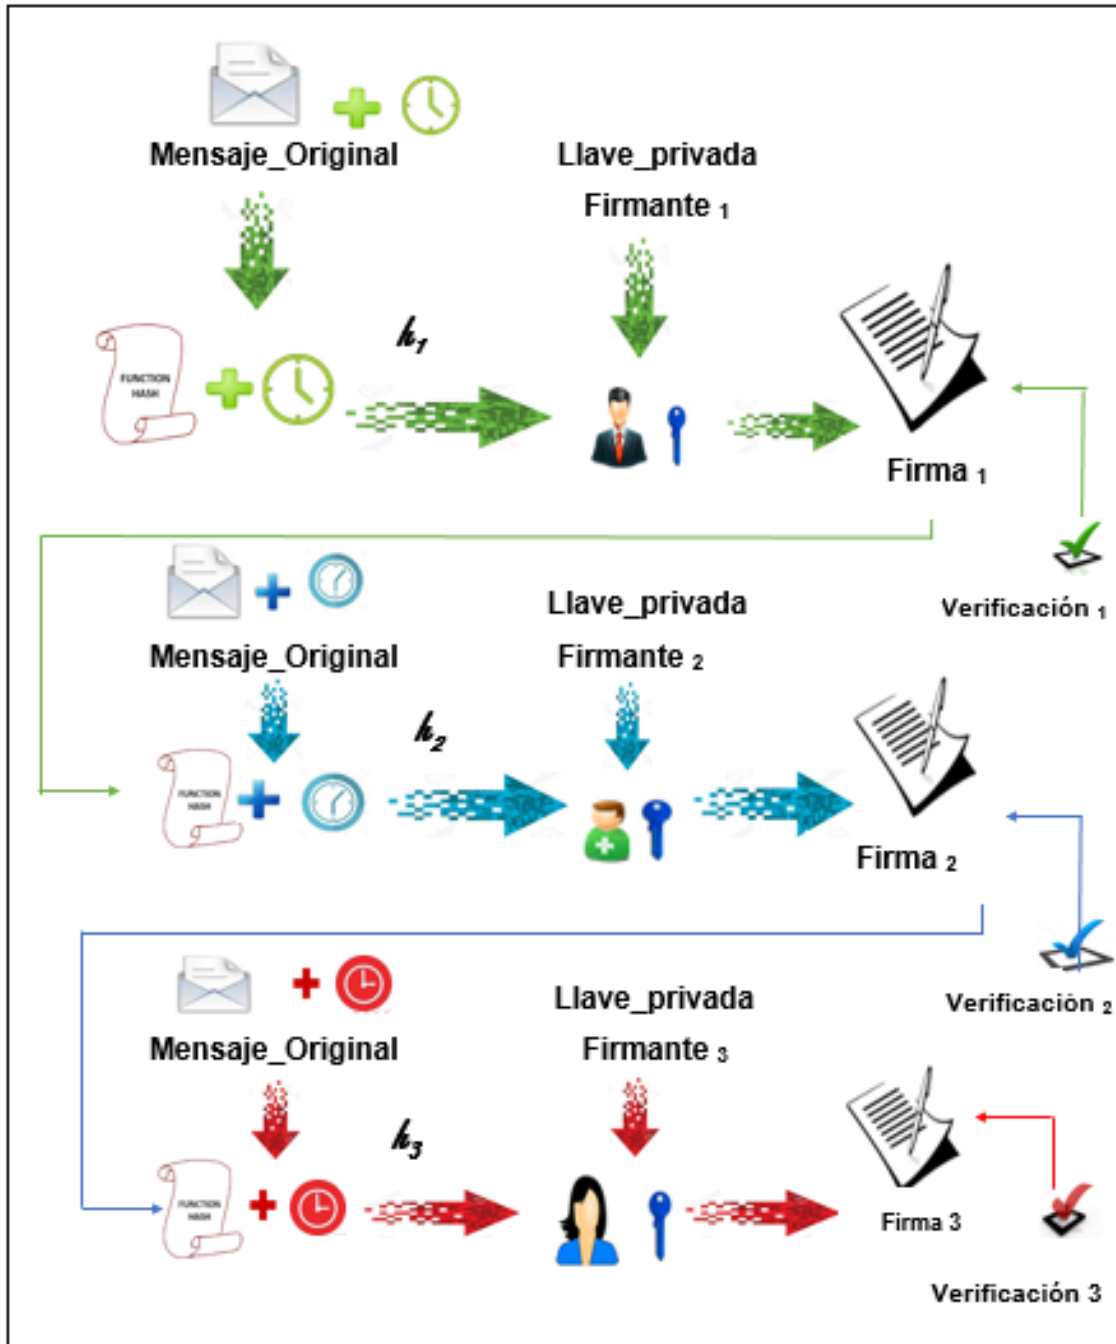 Mensaje_Original
Llave_privada
Firmante 1
FUNCTION
HASH
h1
Firma 1
Verificación 1
Mensaje_Original
Llave_privada
Firmante 2
FUNCTION
HASH
h2
Firma 2
Verificación 2
Mensaje_Original
Llave_privada
Firmante 3
FUNCTION
HASH
h3
Firma 3
Verificación 3